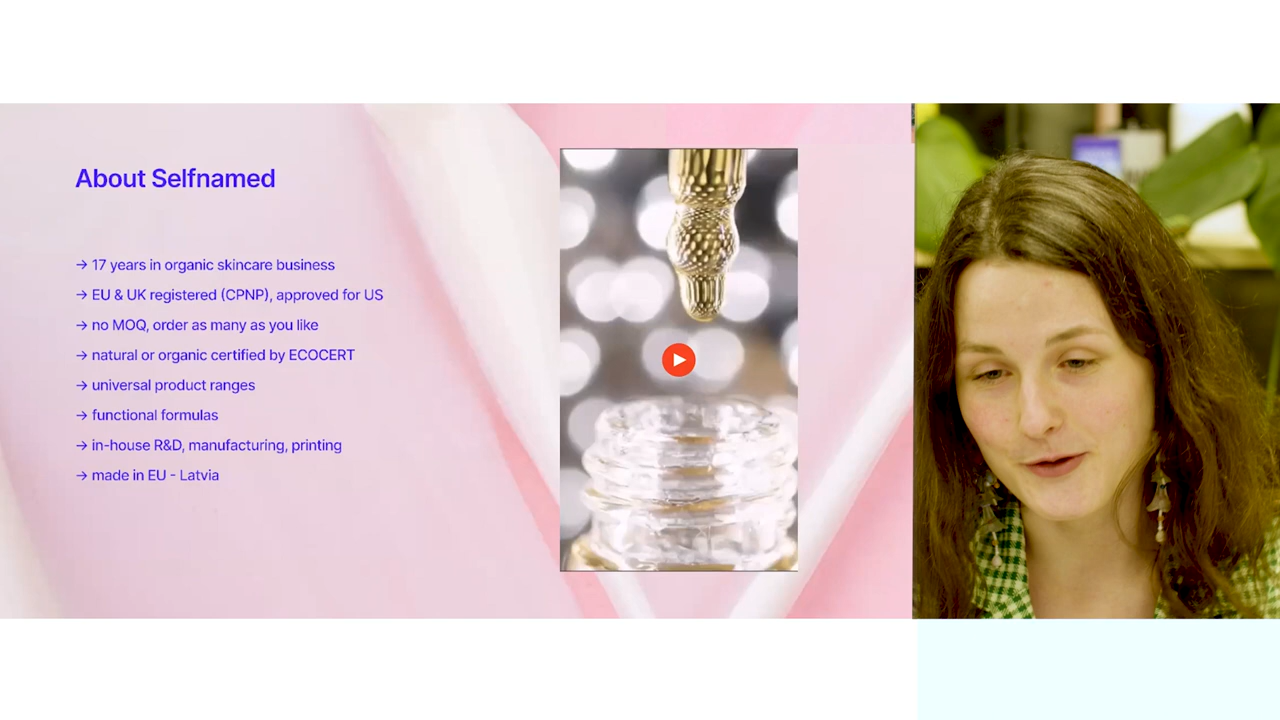 About Selfnamed
→ 17 years in organic skincare business
→ EU & UK registered (CPNP), approved for US
→ no MOQ, order as many as you like
→ natural or organic certified by ECOCERT
→ universal product ranges
→ functional formulas
→ in-house R&D, manufacturing, printing
→ made in EU - Latvia